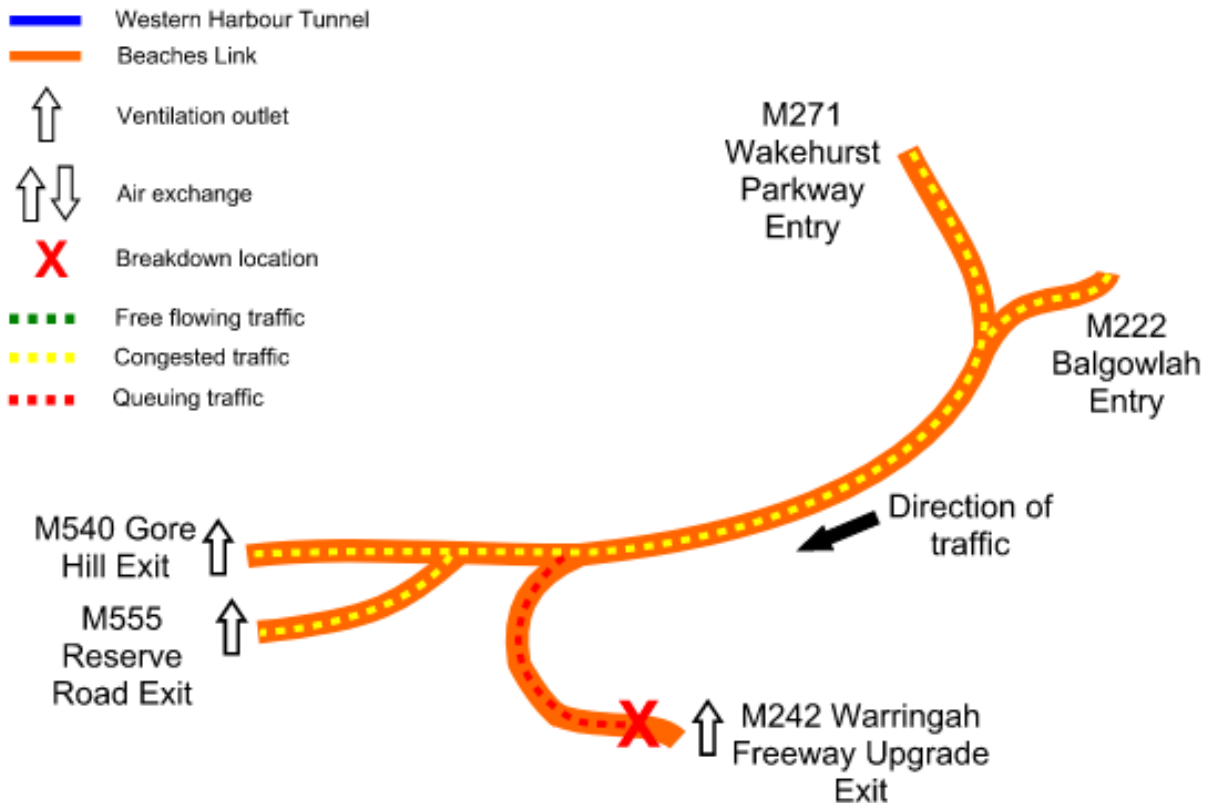 Western Harbour Tunnel
Beaches Link
Ventilation outlet
Air exchange
X
Breakdown location
Free flowing traffic
Congested traffic
Queuing traffic
M271
Wakehurst
Parkway
Entry
M222
Balgowlah
Entry
Direction of
traffic
M540 Gore
Hill Exit
M555
Reserve
Road Exit
X
M242 Warringah
Freeway Upgrade
Exit